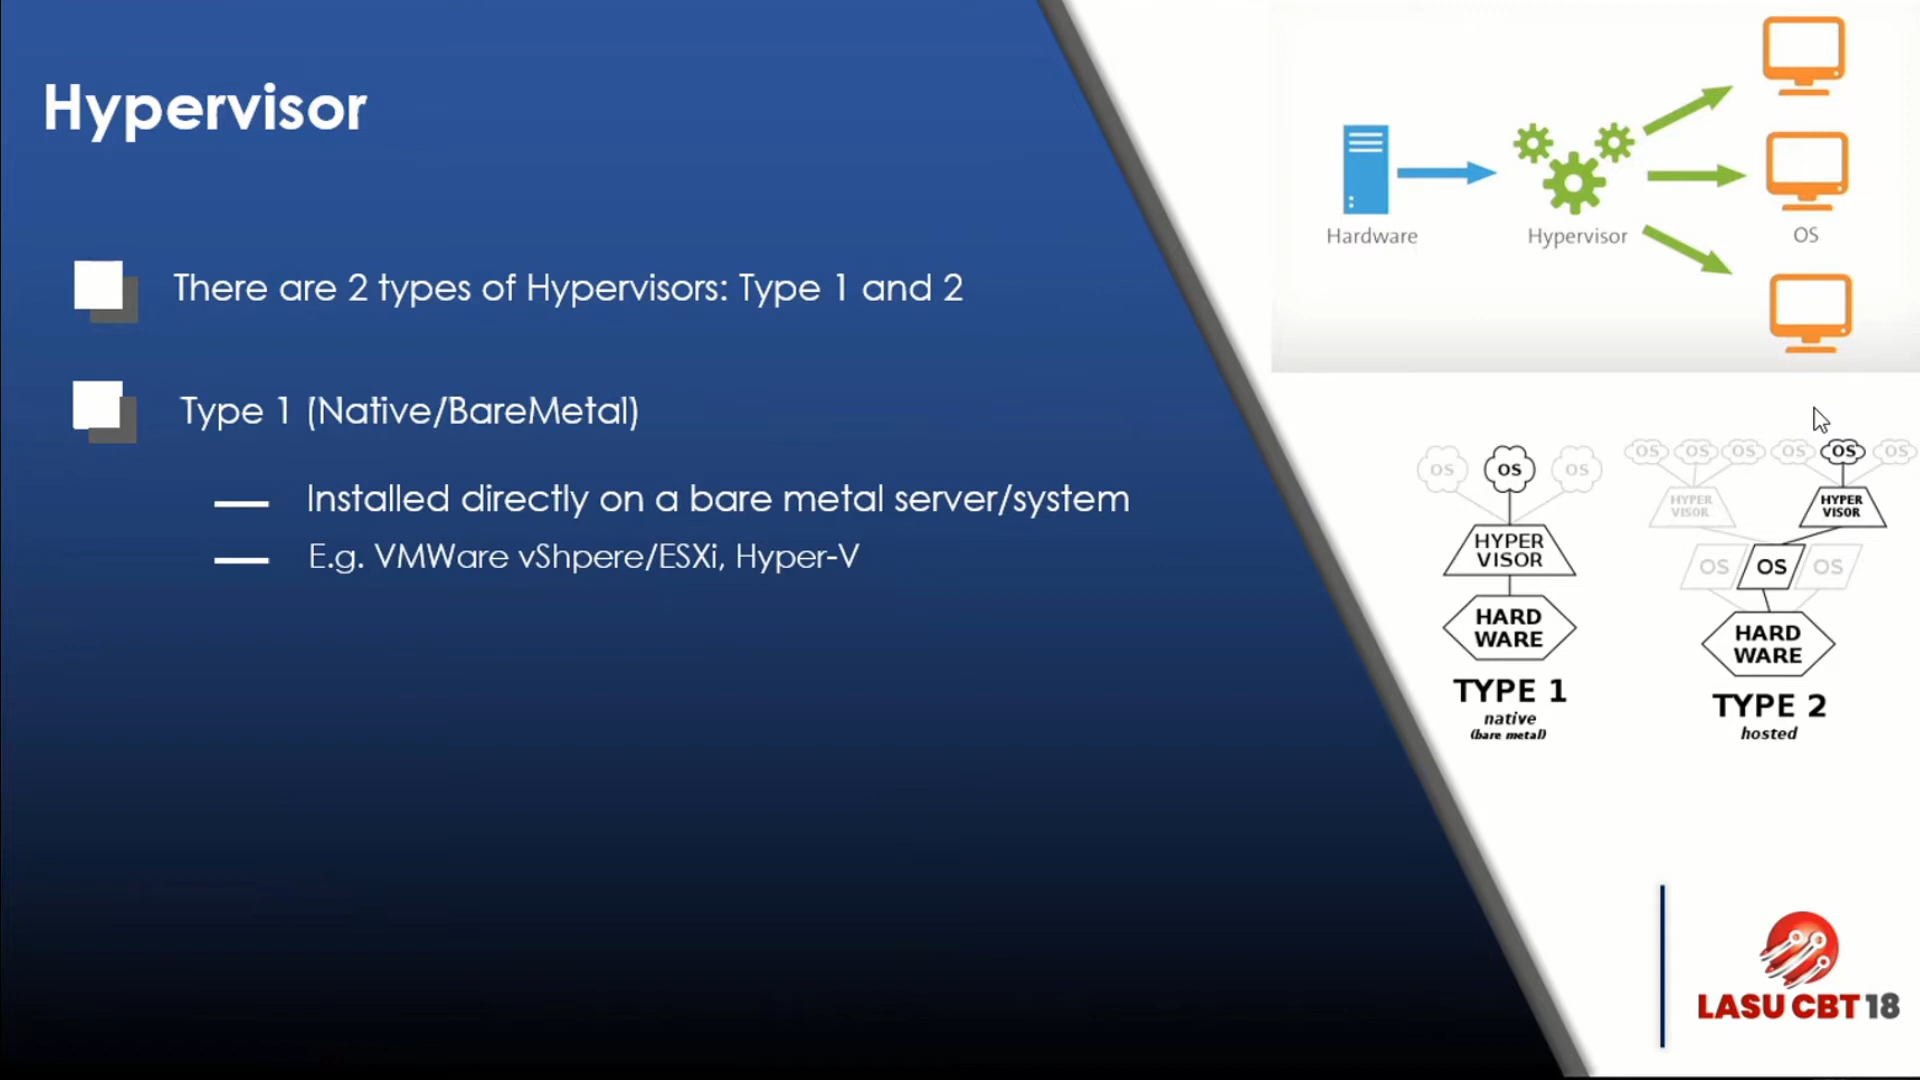 Hypervisor
There are 2 types of Hypervisors: Type 1 and 2
Type 1 (Native/BareMetal)
Installed directly on a bare metal server/system
E.g. VMWare vShpere/ESXi, Hyper-V
Hardware
Hypervisor
OS
OS OS OS
HYPER
VISOR
HARD
WARE
TYPE 1
native
(bare metal)
OS OS OS OS OS OS
HYPER
VISOR
HYPER
VISOR
OS OS OS
HARD
WARE
TYPE 2
hosted
LASU CBT 18